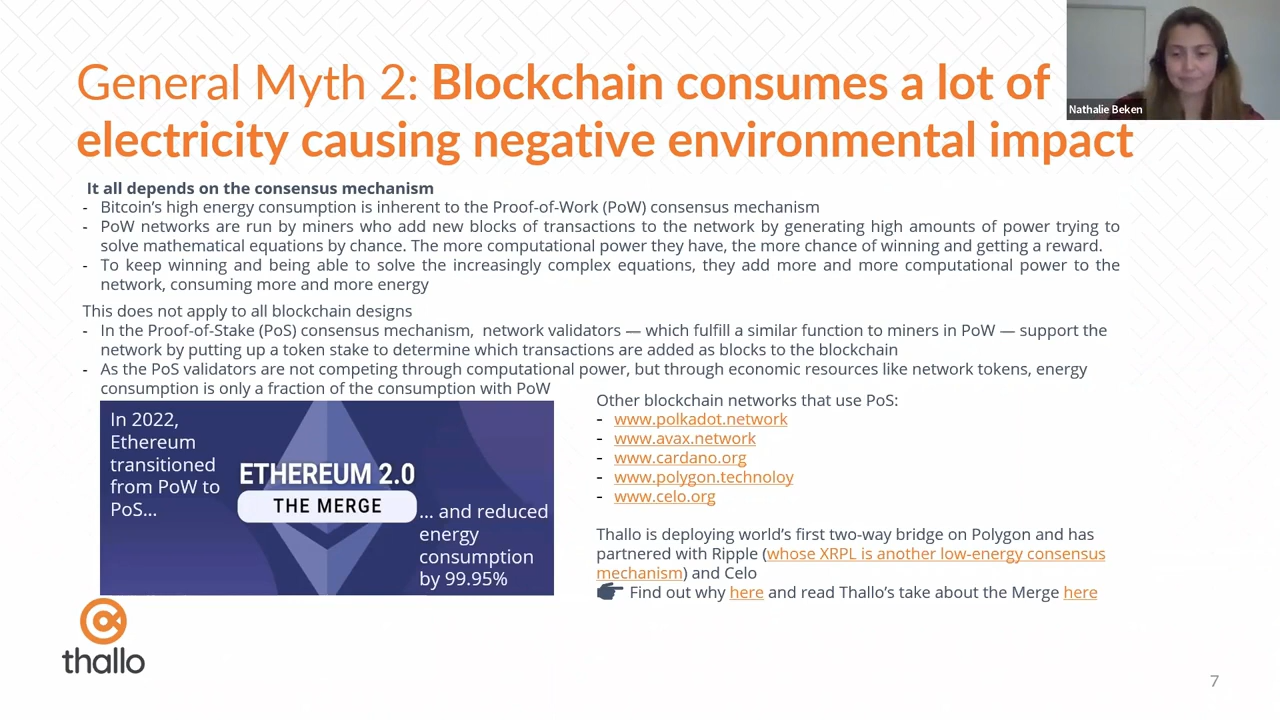 General Myth 2: Blockchain consumes a lot of
electricity causing negative environmental impact
Nathalie Beken
It all depends on the consensus mechanism
- Bitcoin's high energy consumption is inherent to the Proof-of-Work (PoW) consensus mechanism
- PoW networks are run by miners who add new blocks of transactions to the network by generating high amounts of power trying to
solve mathematical equations by chance. The more computational power they have, the more chance of winning and getting a reward.
- To keep winning and being able to solve the increasingly complex equations, they add more and more computational power to the
network, consuming more and more energy
This does not apply to all blockchain designs
- In the Proof-of-Stake (PoS) consensus mechanism, network validators — which fulfill a similar function to miners in PoW — support the
network by putting up a token stake to determine which transactions are added as blocks to the blockchain
- As the PoS validators are not competing through computational power, but through economic resources like network tokens, energy
consumption is only a fraction of the consumption with PoW
In 2022,
Ethereum
transitioned
from PoW to
PoS...
ETHEREUM 2.0
THE MERGE
... and reduced
energy
consumption
by 99.95%
Other blockchain networks that use PoS:
- www.polkadot.network
- www.avax.network
- www.cardano.org
- www.polygon.technoloy
- www.celo.org
Thallo is deploying world's first two-way bridge on Polygon and has
partnered with Ripple (whose XRPL is another low-energy consensus
mechanism) and Celo
Find out why here and read Thallo's take about the Merge here
thallo
7